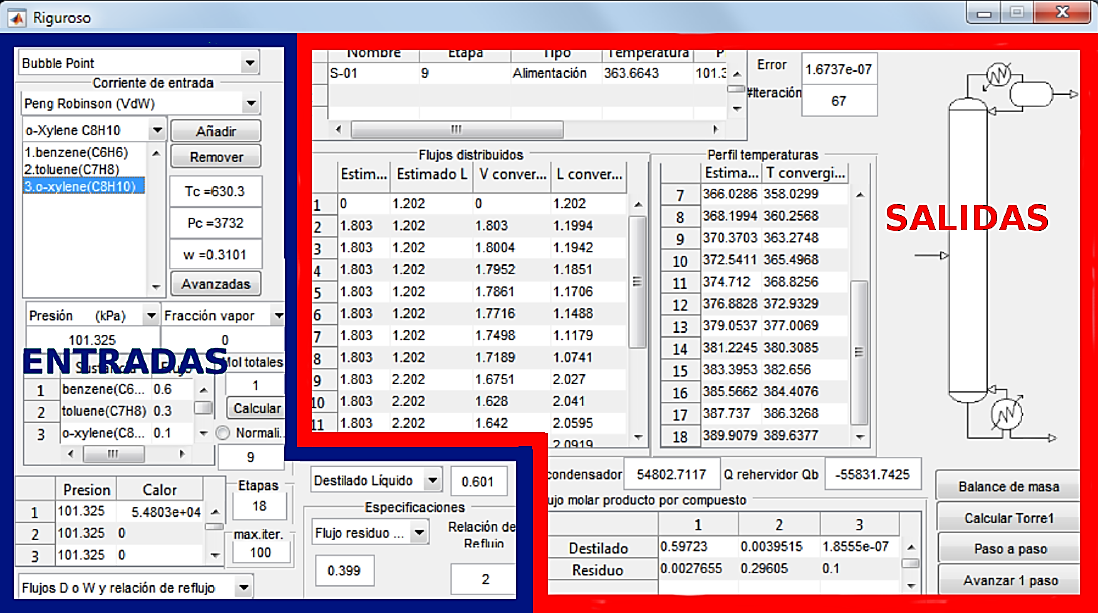 Riguroso
Bubble Point
Corriente de entrada
Peng Robinson (VdW)
o-Xylene C8H10
Añadir
1.benzene(C6H6)
2.toluene(C7H8)
3.o-xylene(C8H10)
Remover
Tc =630.3
Pc =3732
w =0.3101
Avanzadas
Presión (kPa)
Fracción vapor
101.325
0
ENTRADAS
Mol totales
1
1 benzene(C6... 0.6
2 toluene(C7H8) 0.3
3 o-xylene(C8... 0.1
Calcular
Normali..
9
Presion Calor
1 101.325 5.4803e+04
2 101.325 0
3 101.325 0
Etapas
18
max.iter.
100
Flujos D o W y relación de reflujo
Destilado Líquido
0.601
Especificaciones
Flujo residuo ...
Relación de
Reflujo
0.399
2
Nombre Etapa Tipo Temperatura P
S-01 9 Alimentación 363.6643 101.3
Error
1.6737e-07
#Iteración
67
Flujos distribuidos
Estim... Estimado L V conver... L conver...
1 0 1.202 0 1.202
2 1.803 1.202 1.803 1.1994
3 1.803 1.202 1.8004 1.1942
4 1.803 1.202 1.7952 1.1851
5 1.803 1.202 1.7861 1.1706
6 1.803 1.202 1.7716 1.1488
7 1.803 1.202 1.7498 1.1179
8 1.803 1.202 1.7189 1.0741
9 1.803 2.202 1.6751 2.027
10 1.803 2.202 1.628 2.041
11 1.803 2.202 1.642 2.0595
2.0919
Perfil temperaturas
Estima... T convergi...
7 366.0286 358.0299
8 368.1994 360.2568
9 370.3703 363.2748
10 372.5411 365.4968
11 374.712 368.8256
12 376.8828 372.9329
13 379.0537 377.0069
14 381.2245 380.3085
15 383.3953 382.656
16 385.5662 384.4076
17 387.737 386.3268
18 389.9079 389.6377
SALIDAS
condensador 54802.7117 Q rehervidor Qb -55831.7425
ujo molar producto por compuesto
1 2 3
Destilado 0.59723 0.0039515 1.8555e-07
Residuo 0.0027655 0.29605 0.1
Balance de masa
Calcular Torre1
Paso a paso
Avanzar 1 paso